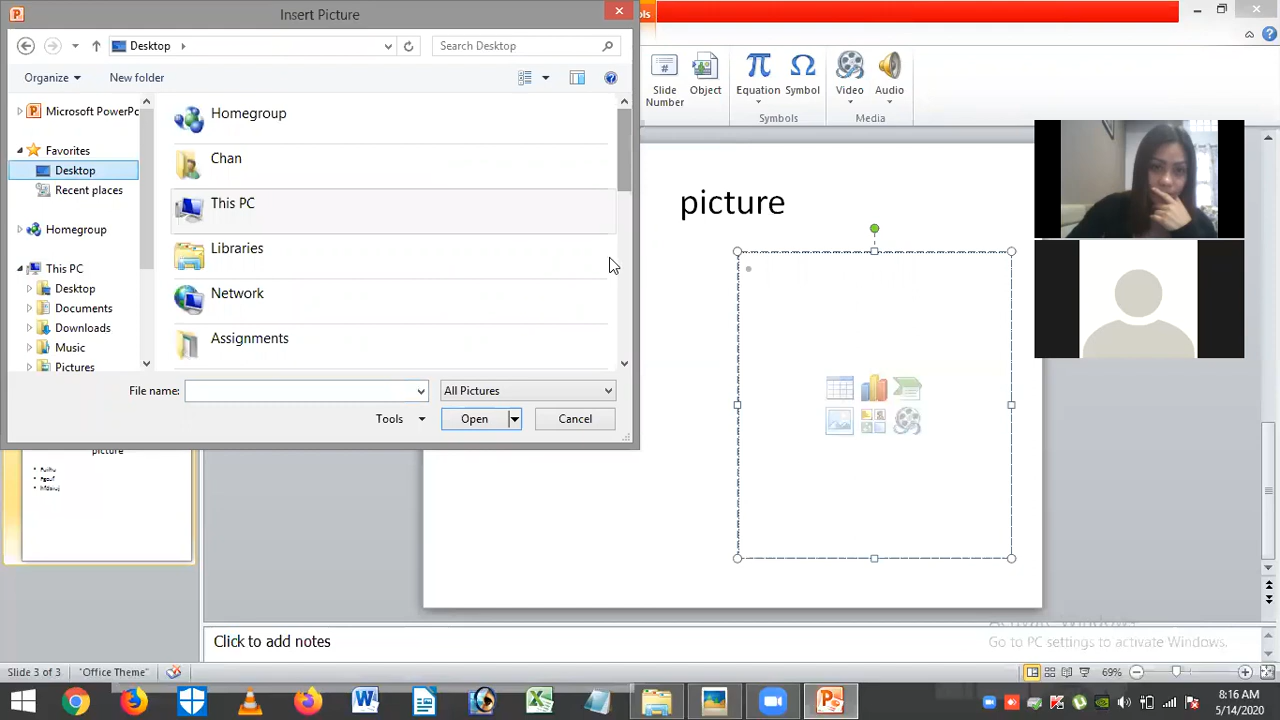 Insert Picture
ols
Desktop
Search Desktop
Organize
New folder
Microsoft PowerPc
Favorites
Desktop
Recent places
Homegroup
This PC
Desktop
Documents
Downloads
Music
Pictures
Homegroup
Chan
This PC
Libraries
Network
Assignments
File name:
All Pictures
Tools
Open
Cancel
Slide
Number
Object
Equation
Symbol
Symbols
Video
Audio
Media
picture
picture
Click to add notes
Activate Windows
Go to PC settings to activate Windows.
Slide 3 of 3
"Office Theme"
69%
8:16 AM
5/14/2020